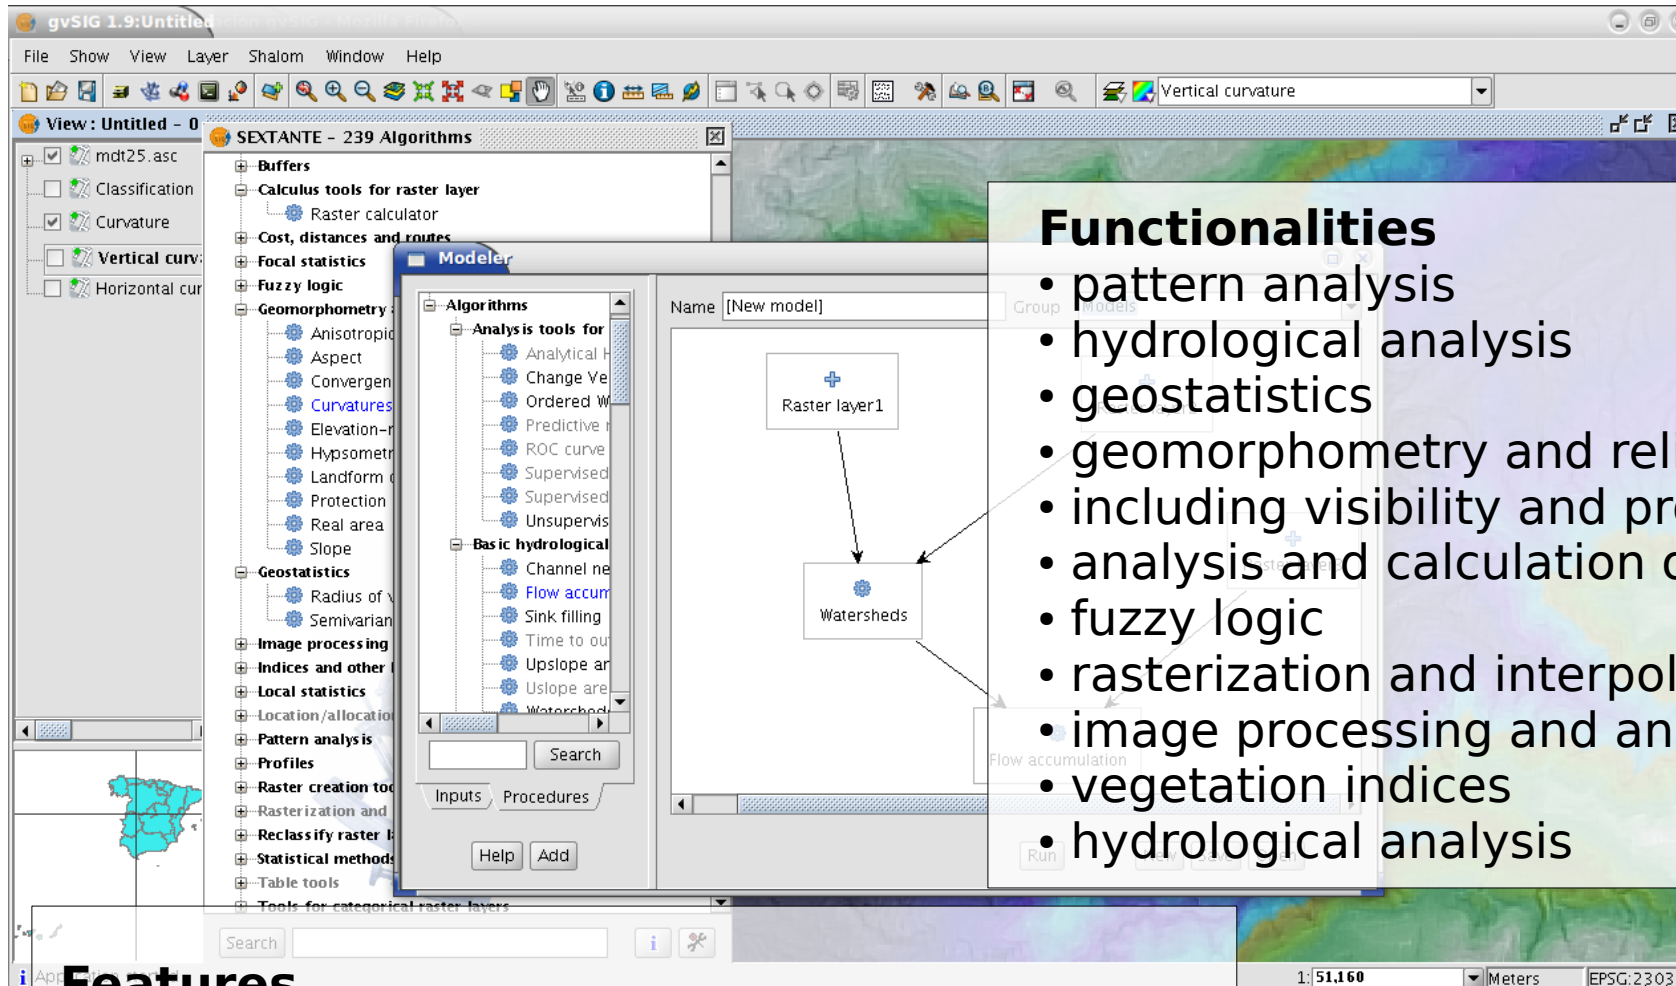 gvSIG 1.9:Untitled
File Show View Layer Shalom Window Help
Vertical curvature
View : Untitled - 0
mdt25.asc
Classification
Curvature
Vertical curv
Horizontal cur
SEXTANTE - 239 Algorithms
Buffers
Calculus tools for raster layer
Raster calculator
Cost, distances and routes
Focal statistics
Fuzzy logic
Geomorphometry
Anisotropic
Aspect
Convergen
Curvatures
Elevation-r
Hypsometr
Landform
Protection
Real area
Slope
Geostatistics
Radius of
Semivarian
Image processing
Indices and other
Local statistics
Location/allocation
Pattern analysis
Profiles
Raster creation too
Rasterization and
Reclassify raster l
Statistical methods
Table tools
Tools for categorical raster layers
Search
Modeler
Algorithms
Analysis tools for
Analytical H
Change Ve
Ordered W
Predictive
ROC curve
Supervised
Supervised
Unsupervis
Basic hydrological
Channel ne
Flow accum
Sink filling
Time to ou
Upslope ar
Uslope are
Watershed
Search
Inputs Procedures
Help Add
Name [New model] Group Models
Raster layer1
Watersheds
Flow accumulation
Run
Functionalities
• pattern analysis
• hydrological analysis
• geostatistics
• geomorphometry and reli
• including visibility and pr
• analysis and calculation
• fuzzy logic
• rasterization and interpol
• image processing and an
• vegetation indices
• hydrological analysis
Features
1: 51,160 Meters EPSG:2303